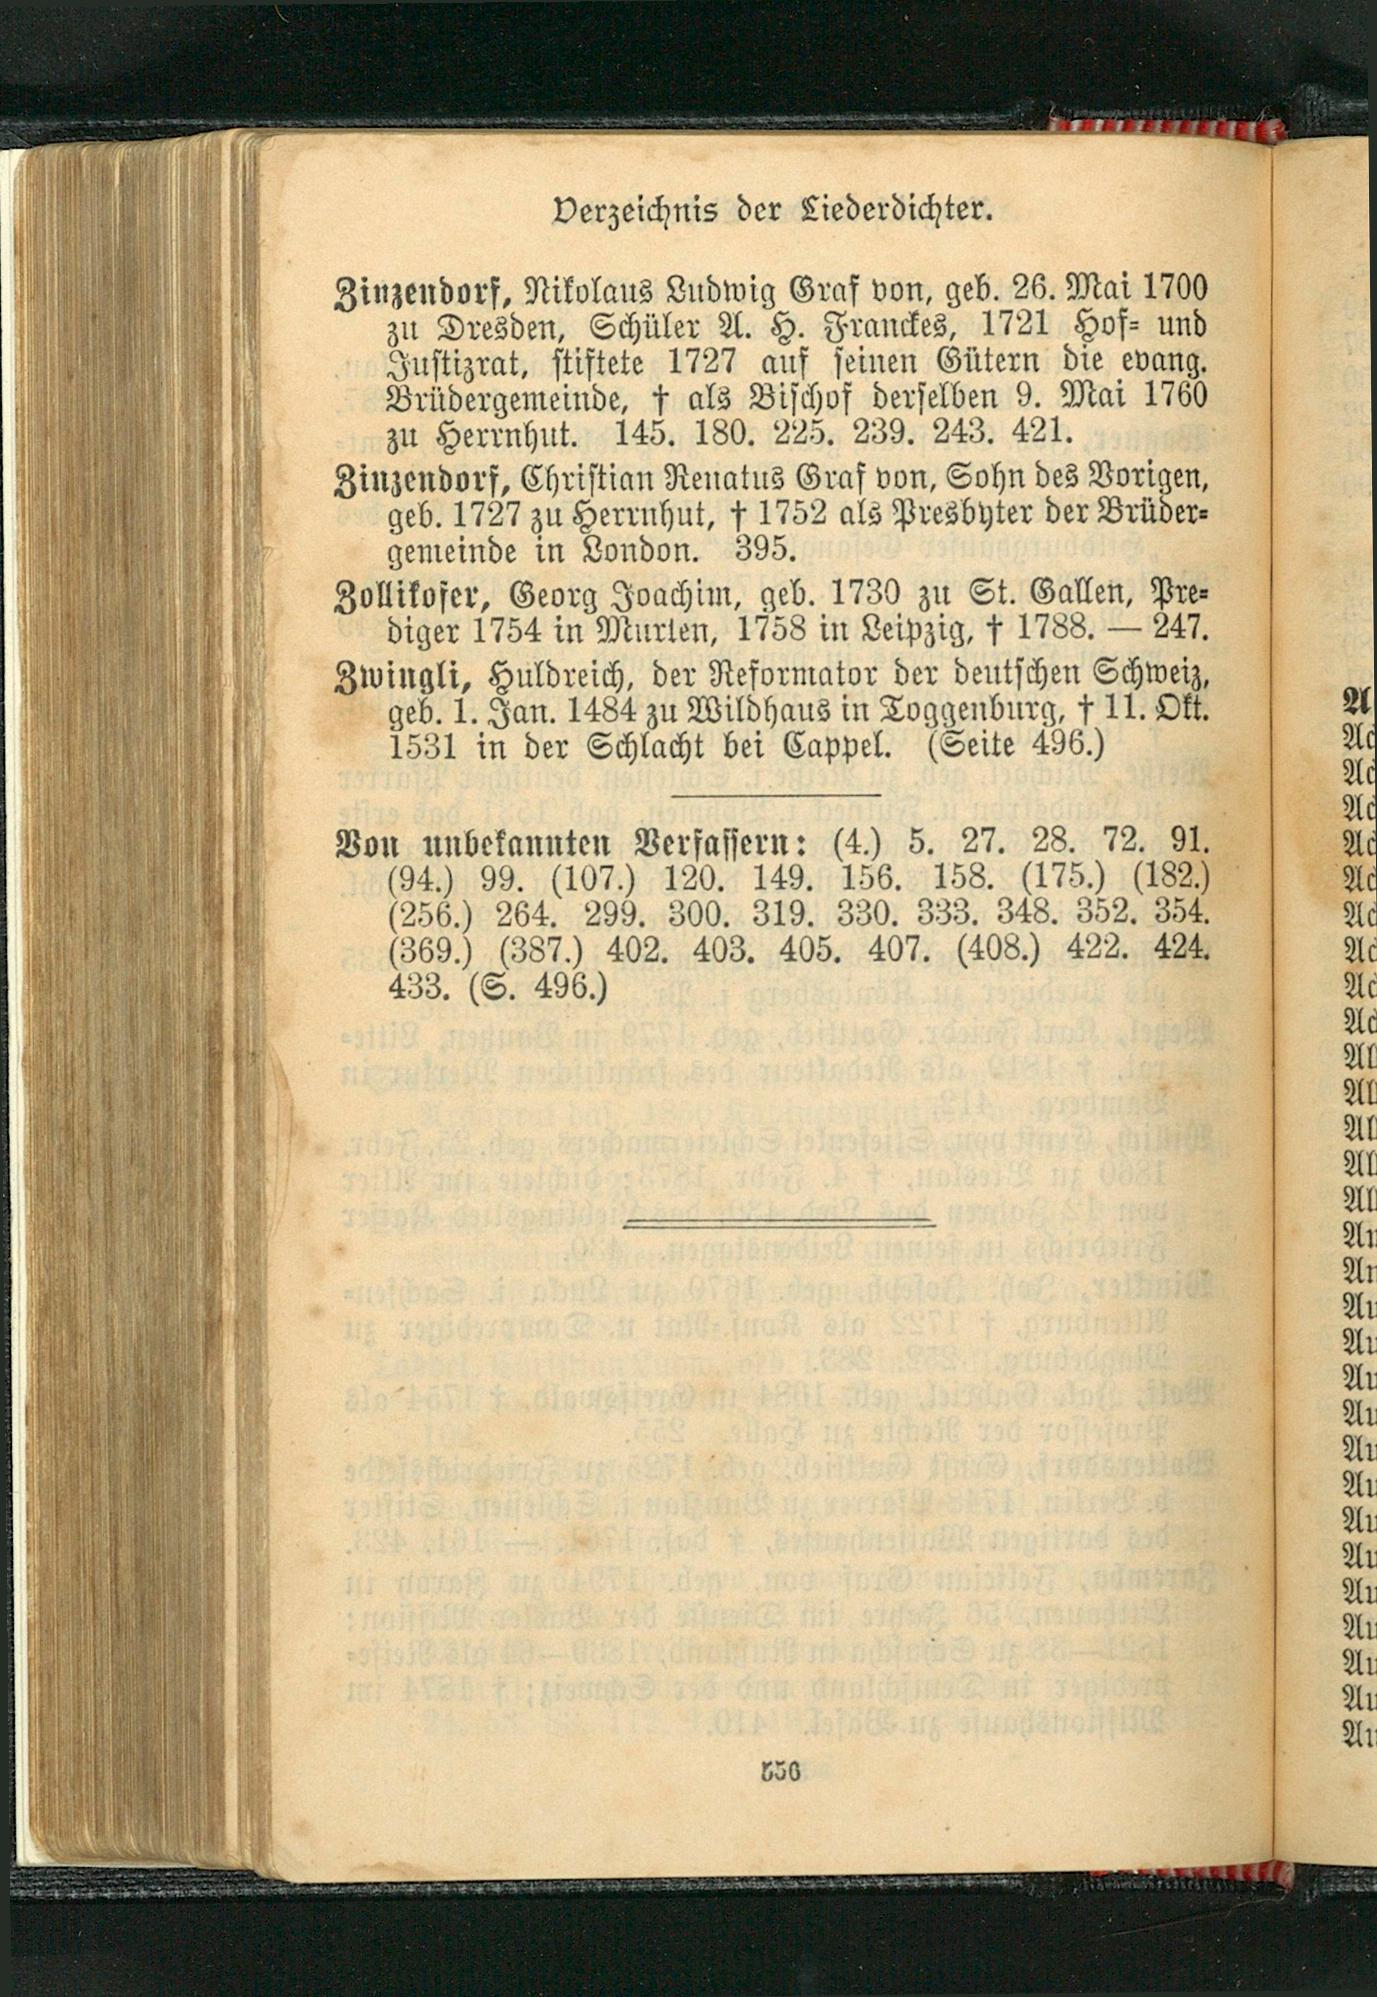 Verzeichnis der Liederdichter.
Zinzendorf, Nikolaus Ludwig Graf von, geb. 26. Mai 1700
zu Dresden, Schüler A. H. Franckes, 1721 Hof- und
Justizrat, stiftete 1727 auf seinen Gütern die evang.
Brüdergemeinde, † als Bischof derselben 9. Mai 1760
zu Herrnhut. 145. 180. 225. 239. 243. 421.
Zinzendorf, Christian Renatus Graf von, Sohn des Vorigen,
geb. 1727 zu Herrnhut, † 1752 als Presbyter der Brüder-
gemeinde in London. 395.
Zollikofer, Georg Joachim, geb. 1730 zu St. Gallen, Pre-
diger 1754 in Murten, 1758 in Leipzig, † 1788. — 247.
Zwingli, Huldreich, der Reformator der deutschen Schweiz,
geb. 1. Jan. 1484 zu Wildhaus in Toggenburg, † 11. Okt.
1531 in der Schlacht bei Cappel. (Seite 496.)
Von unbekannten Verfassern: (4.) 5. 27. 28. 72. 91.
(94.) 99. (107.) 120. 149. 156. 158. (175.) (182.)
(256.) 264. 299. 300. 319. 330. 333. 348. 352. 354.
(369.) (387.) 402. 403. 405. 407. (408.) 422. 424.
433. (S. 496.)
556